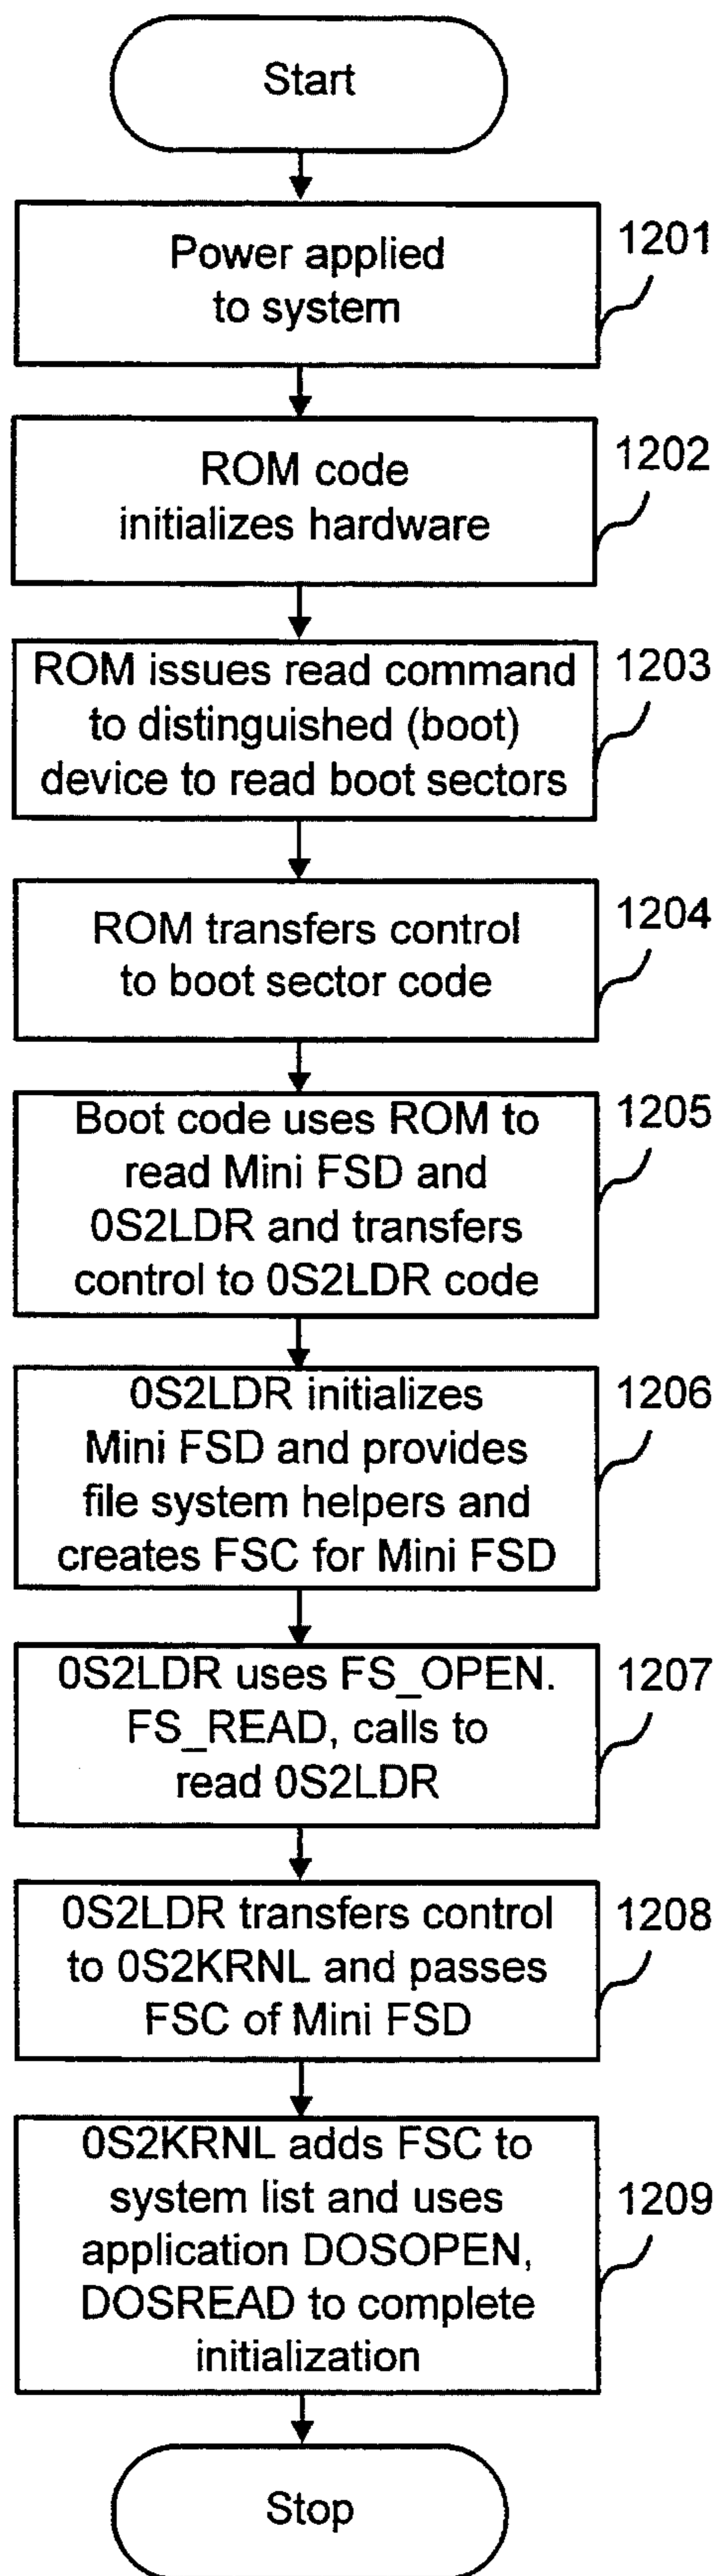 Start
Power applied
to system
1201
ROM code
initializes hardware
1202
ROM issues read command
to distinguished (boot)
device to read boot sectors
1203
ROM transfers control
to boot sector code
1204
Boot code uses ROM to
read Mini FSD and
0S2LDR and transfers
control to 0S2LDR code
1205
0S2LDR initializes
Mini FSD and provides
file system helpers and
creates FSC for Mini FSD
1206
0S2LDR uses FS_OPEN.
FS_READ, calls to
read 0S2LDR
1207
0S2LDR transfers control
to 0S2KRNL and passes
FSC of Mini FSD
1208
0S2KRNL adds FSC to
system list and uses
application DOSOPEN,
DOSREAD to complete
initialization
1209
Stop